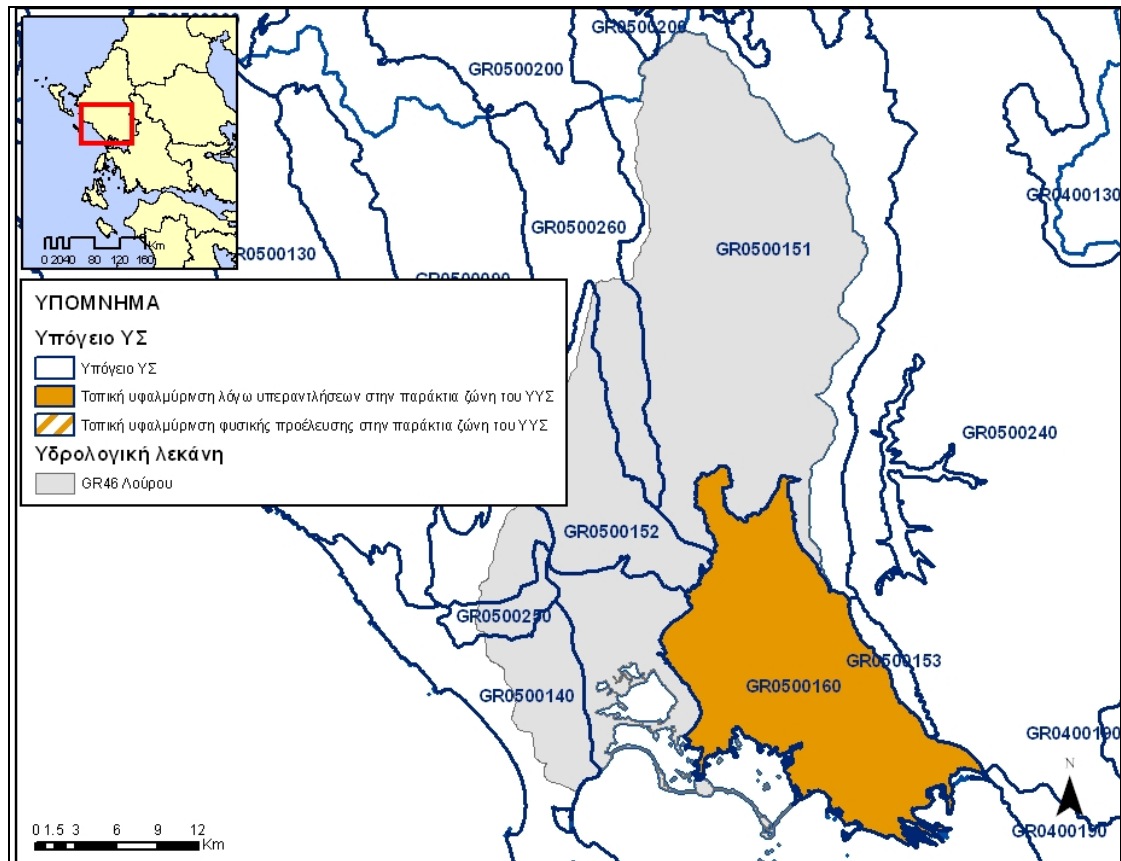 GR0500200
GR0500200
GR0500260
GR0500151
GR0400130
GR0500130
0 20 40 80 120 160
Km
ΥΠΟΜΝΗΜΑ
Υπόγειο ΥΣ
Υπόγειο ΥΣ
Τοπική υφαλμύρινση λόγω υπεραντλήσεων στην παράκτια ζώνη του ΥΥΣ
Τοπική υφαλμύρινση φυσικής προέλευσης στην παράκτια ζώνη του ΥΥΣ
Υδρολογική λεκάνη
GR46 Λούρου
GR0500240
GR0500152
GR0500250
GR0500153
GR0500140
GR0500160
GR0400190
N
GR0400190
0 1.5 3 6 9 12
Km